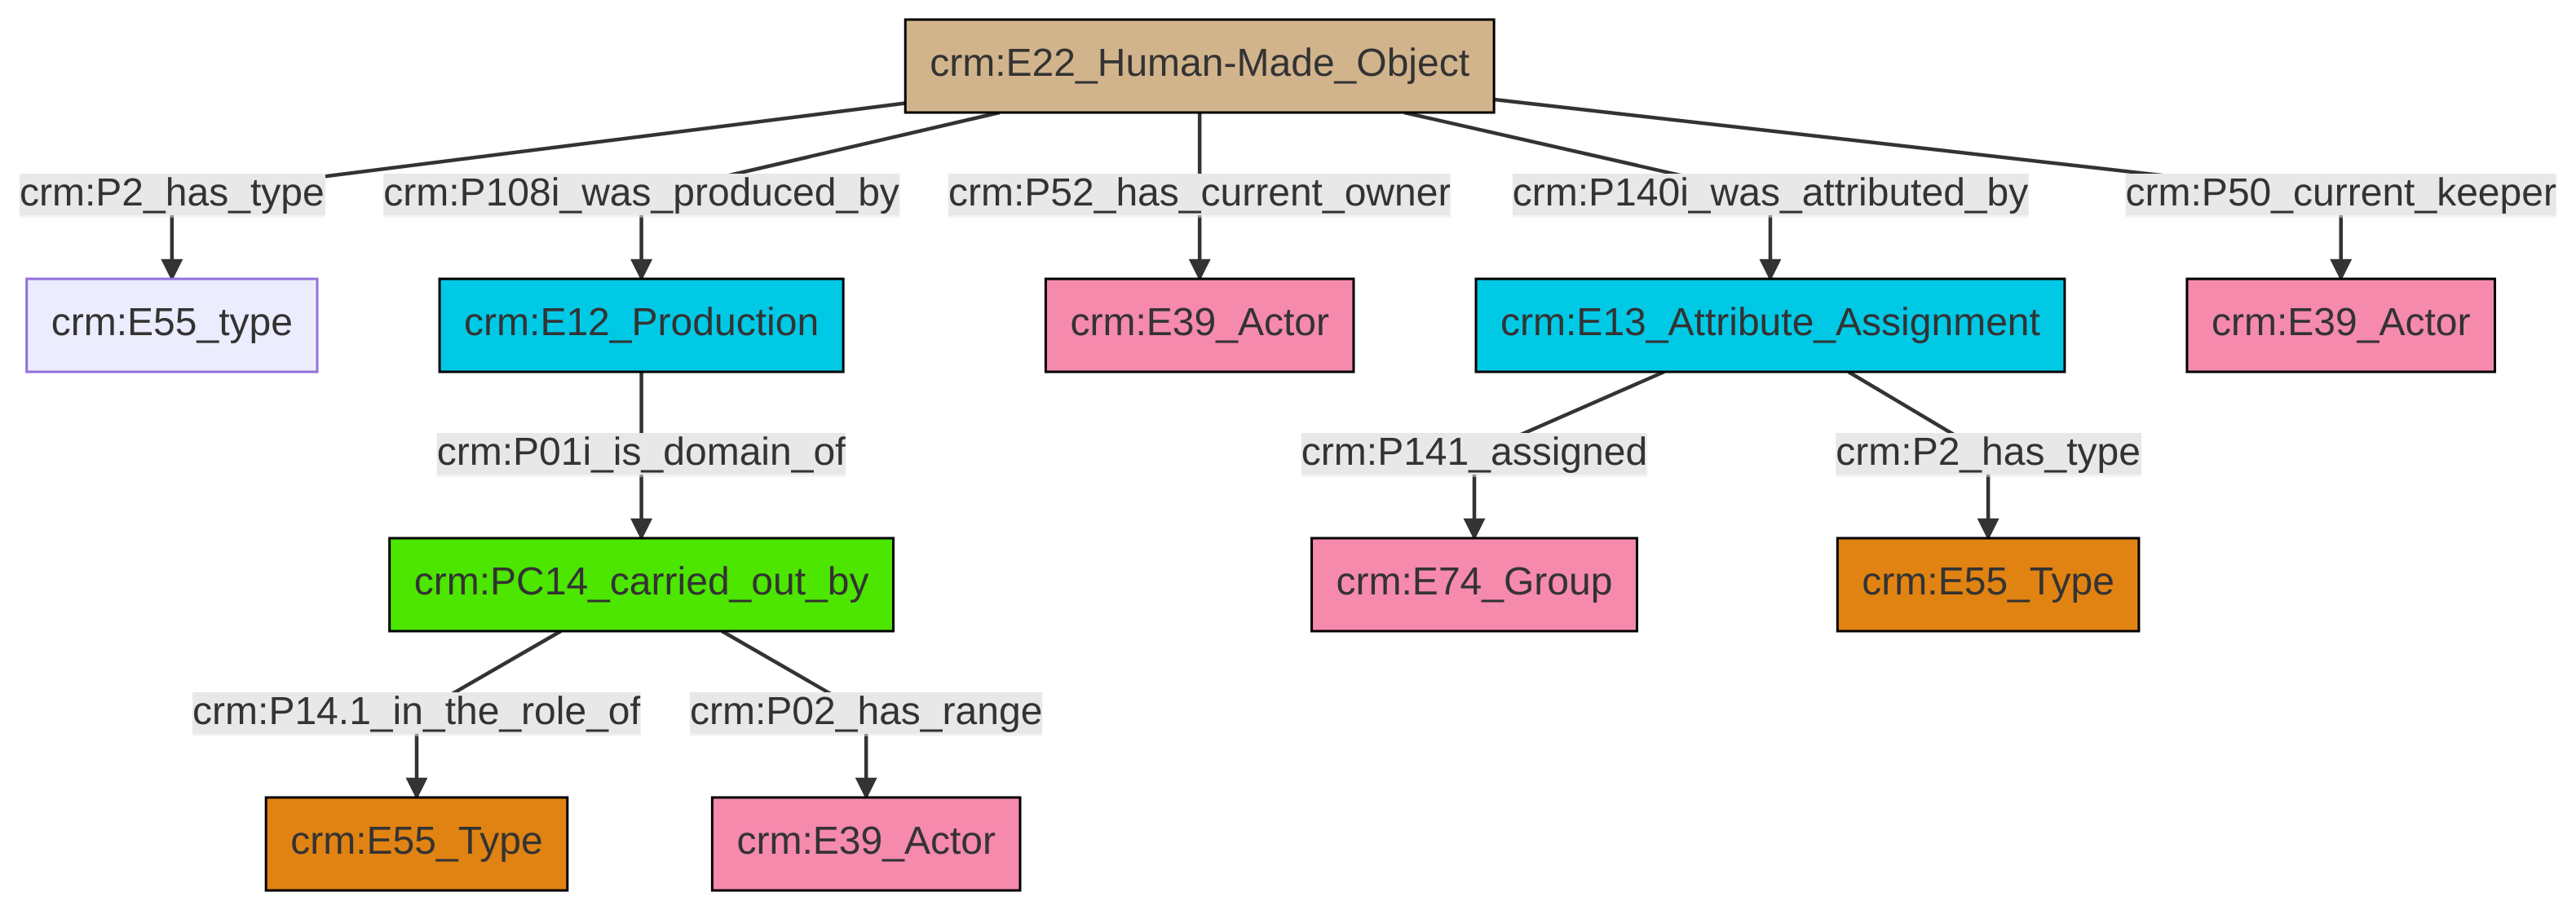 crm:E22_Human-Made_Object
crm:P2_has_type
crm:P108i_was_produced_by
crm:P52_has_current_owner
crm:P140i_was_attributed_by
crm:P50_current_keeper
crm:E55_type
crm:E12_Production
crm:E39_Actor
crm:E13_Attribute_Assignment
crm:E39_Actor
crm:P01i_is_domain_of
crm:P141_assigned
crm:P2_has_type
crm:PC14_carried_out_by
crm:E74_Group
crm:E55_Type
crm:P14.1_in_the_role_of
crm:P02_has_range
crm:E55_Type
crm:E39_Actor